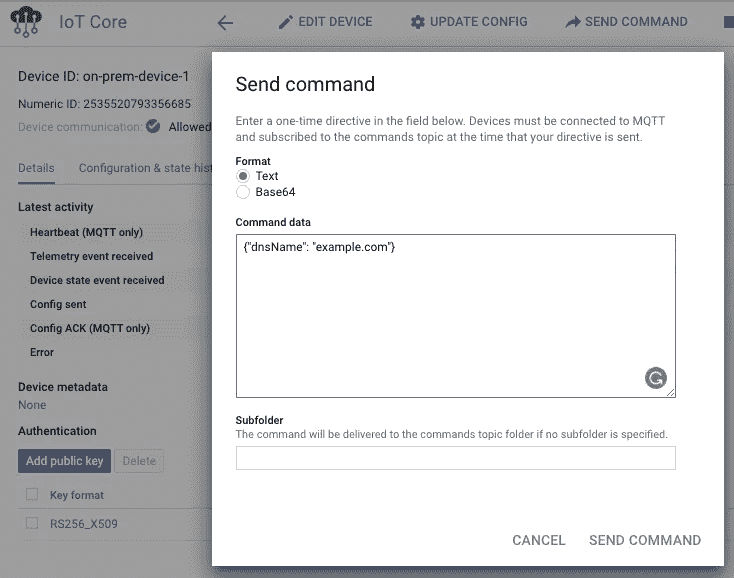 IoT Core
EDIT DEVICE
UPDATE CONFIG
SEND COMMAND
Device ID: on-prem-device-1
Numeric ID: 2535520793356685
Device communication: Allowed
Details
Configuration & state hist
Latest activity
Heartbeat (MQTT only)
Telemetry event received
Device state event received
Config sent
Config ACK (MQTT only)
Error
Device metadata
None
Authentication
Add public key
Delete
Key format
RS256_X509
Send command
Enter a one-time directive in the field below. Devices must be connected to MQTT
and subscribed to the commands topic at the time that your directive is sent.
Format
Text
Base64
Command data
{"dnsName": "example.com"}
Subfolder
The command will be delivered to the commands topic folder if no subfolder is specified.
CANCEL
SEND COMMAND